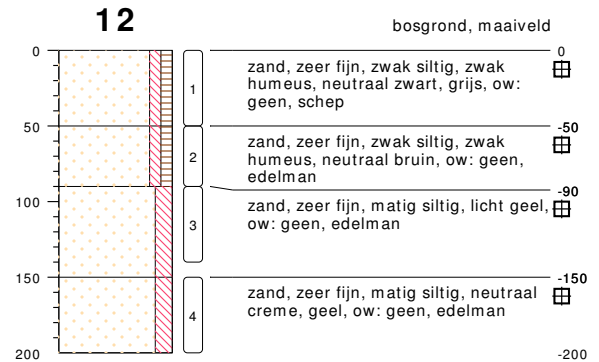 12
bosgrond, maaiveld
0
0
1
zand, zeer fijn, zwak siltig, zwak
humeus, neutraal zwart, grijs, ow:
geen, schep
50
-50
2
zand, zeer fijn, zwak siltig, zwak
humeus, neutraal bruin, ow: geen,
edelman
-90
100
3
zand, zeer fijn, matig siltig, licht geel,
ow: geen, edelman
150
-150
4
zand, zeer fijn, matig siltig, neutraal
creme, geel, ow: geen, edelman
200
-200